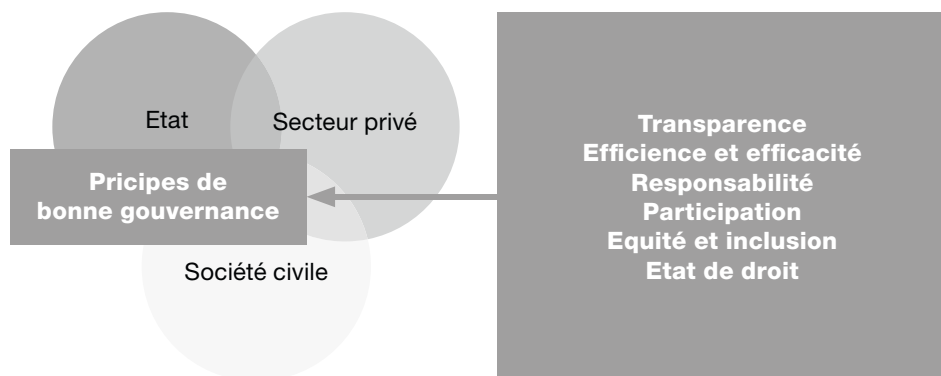 Etat
Secteur privé
Pricipes de
bonne gouvernance
Société civile
Transparence
Efficience et efficacité
Responsabilité
Participation
Equité et inclusion
Etat de droit